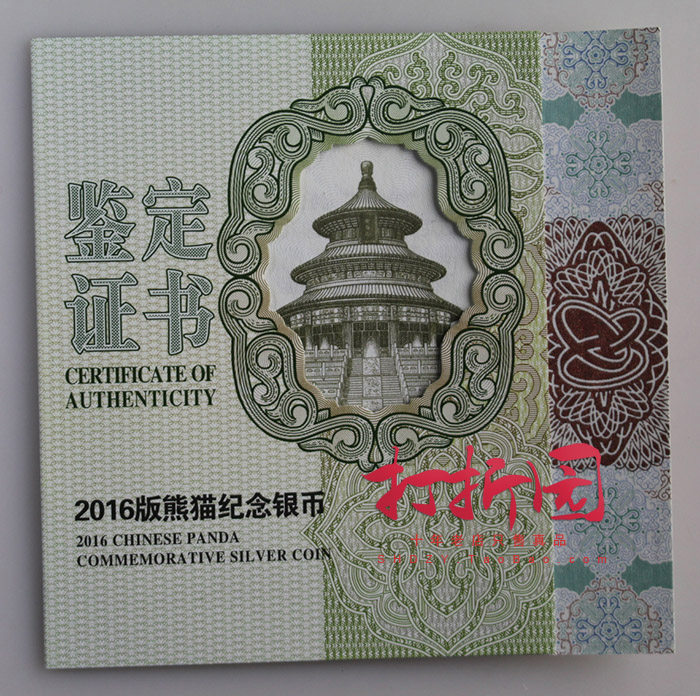 鉴定
证书
CERTIFICATE OF
AUTHENTICITY
2016版熊猫纪念银币
2016 CHINESE PANDA
COMMEMORATIVE SILVER COIN
打折园